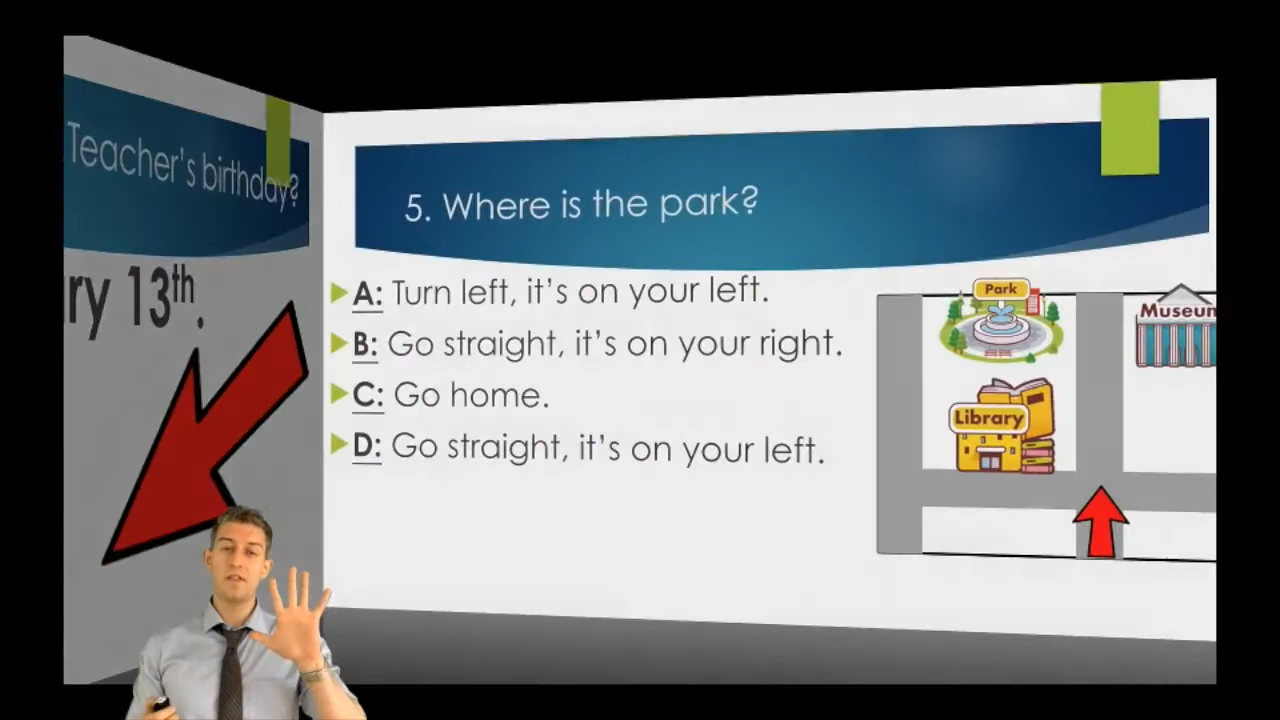 Teacher's birthday?
ry 13th.
5. Where is the park?
A: Turn left, it's on your left.
B: Go straight, it's on your right.
C: Go home.
D: Go straight, it's on your left.
Park
Museum
Library